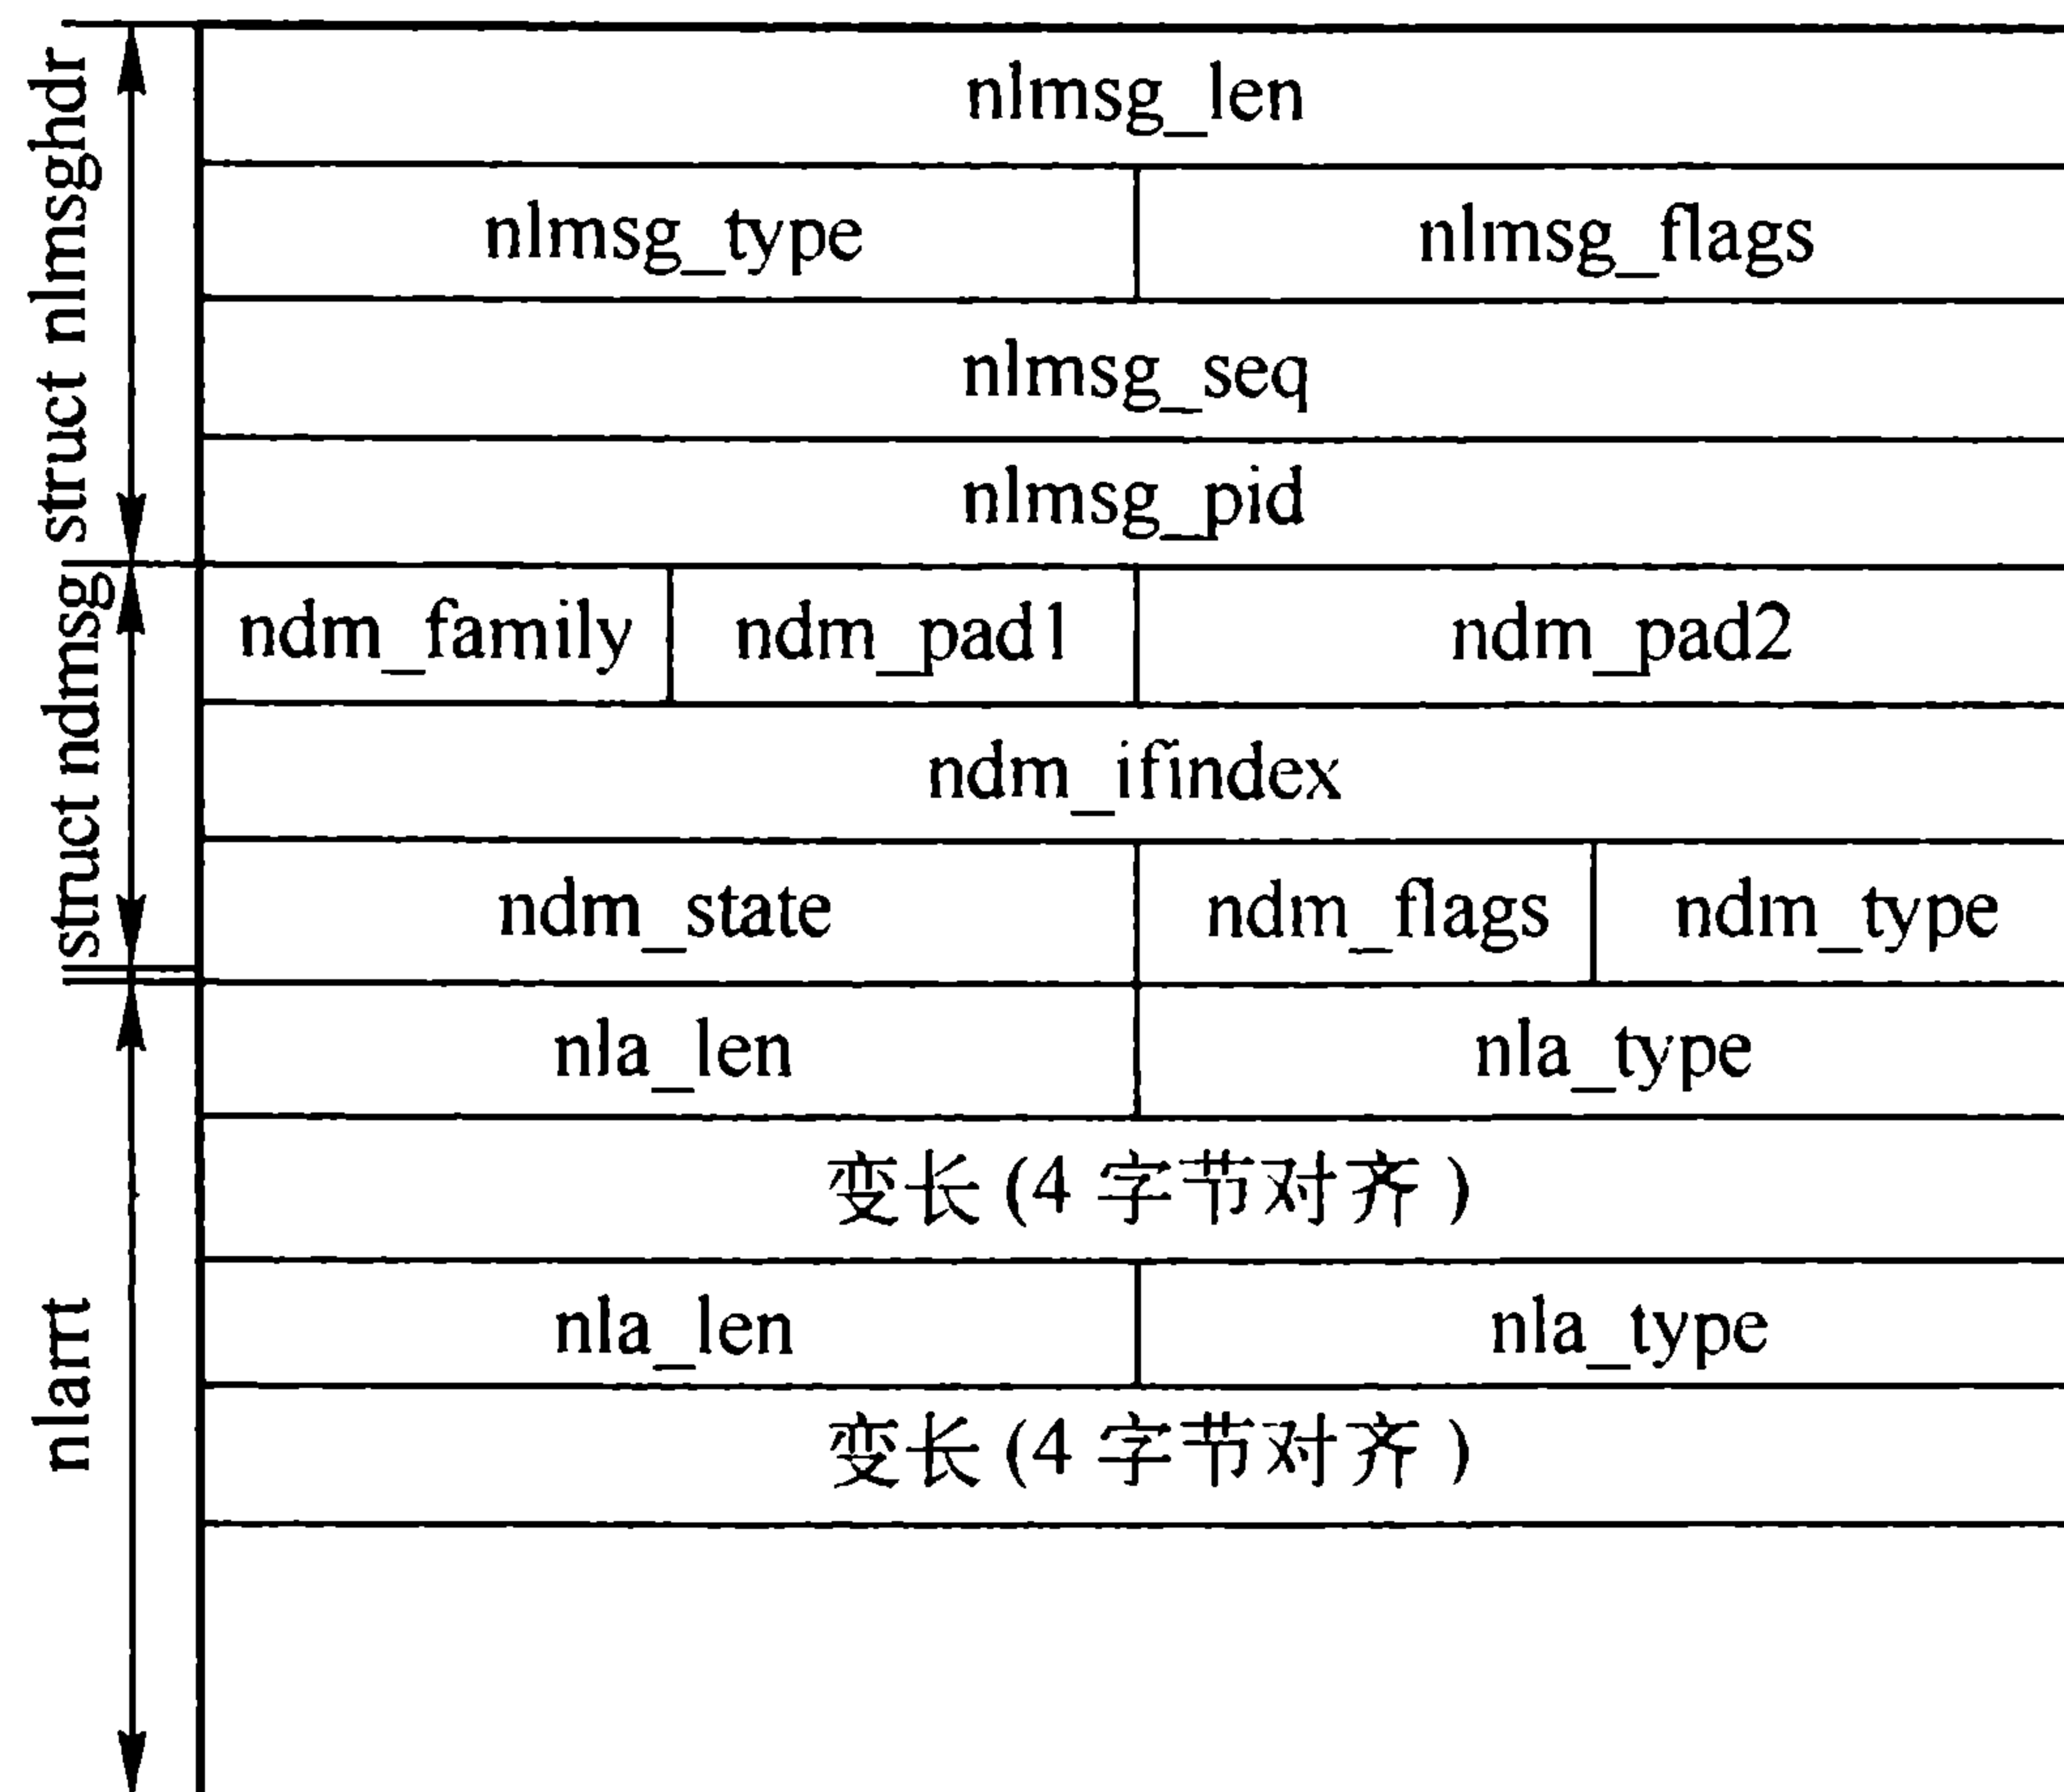 struct nlmsghdr
nlmsg_len
nlmsg_type nlmsg_flags
nlmsg_seq
nlmsg_pid
struct ndmsg
ndm_family ndm_pad1 ndm_pad2
ndm_ifindex
ndm_state ndm_flags ndm_type
nlarrt
nla_len nla_type
变长(4 字节对齐)
nla_len nla_type
变长(4 字节对齐)